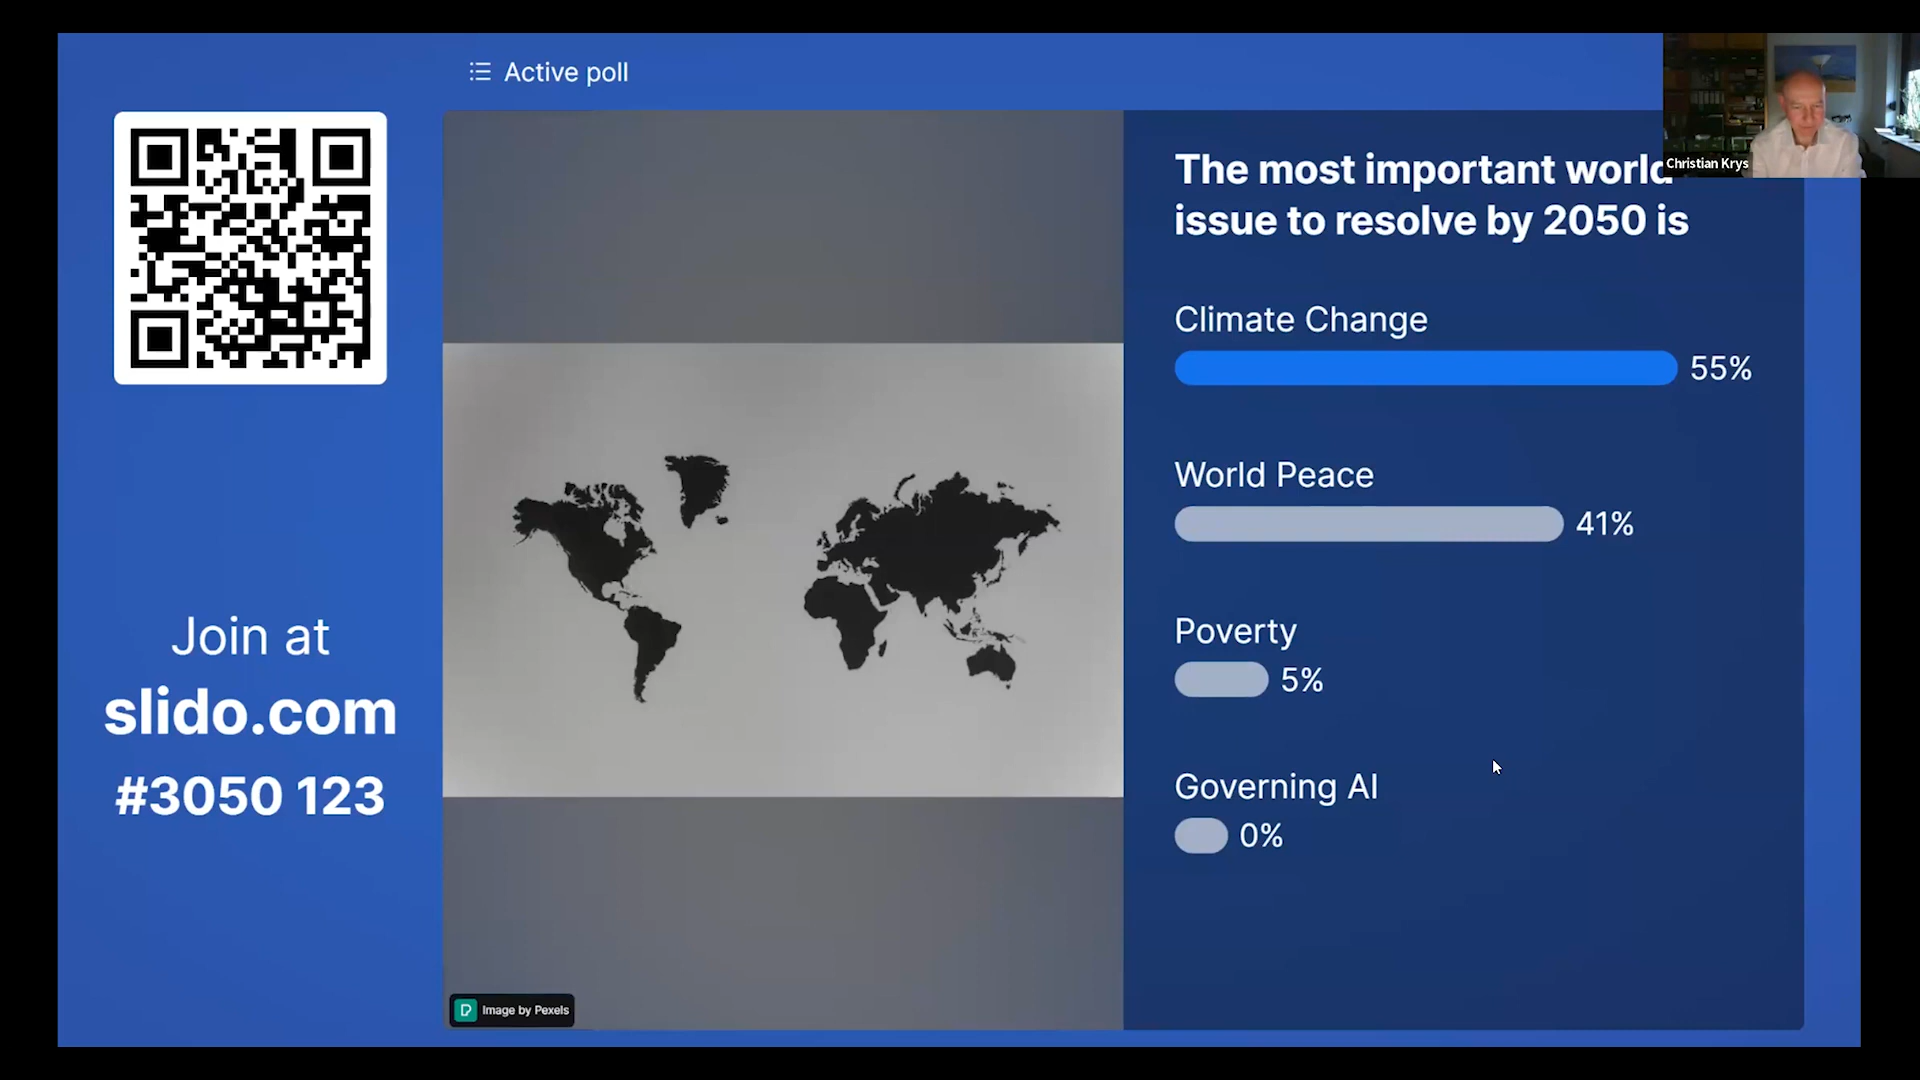 Active poll
Join at
slido.com
#3050 123
Image by Pexels
The most important world
issue to resolve by 2050 is
Climate Change
55%
World Peace
41%
Poverty
5%
Governing AI
0%
Christian Krys